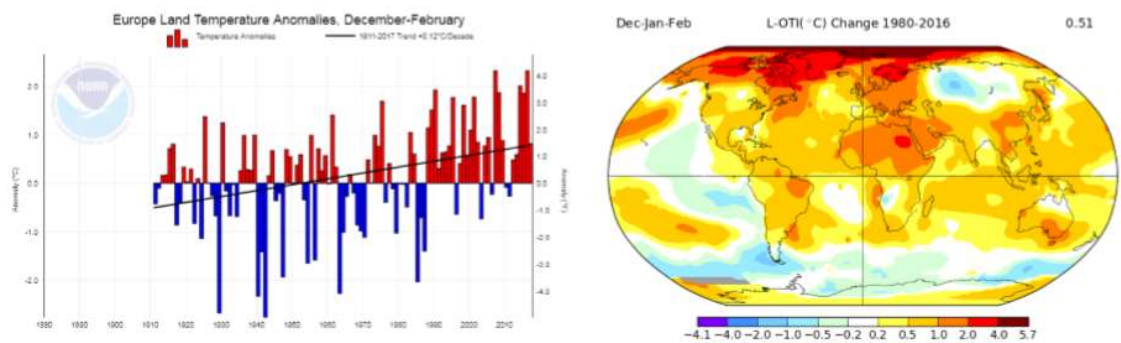 Europe Land Temperature Anomalies, December-February
Temperature Anomalies
1911-2017 Trend +0.12°C/Decade
noaa
Anomaly (°C)
2.0
1.0
0.0
-1.0
-2.0
4.0
3.0
2.0
1.0
0.0
-1.0
-2.0
-3.0
-4.0
Anomaly (°F)
1880 1890 1900 1910 1920 1930 1940 1950 1960 1970 1980 1990 2000 2010
Dec-Jan-Feb L-OTI(°C) Change 1980-2016 0.51
-4.1 -4.0 -2.0 -1.0 -0.5 -0.2 0.2 0.5 1.0 2.0 4.0 5.7